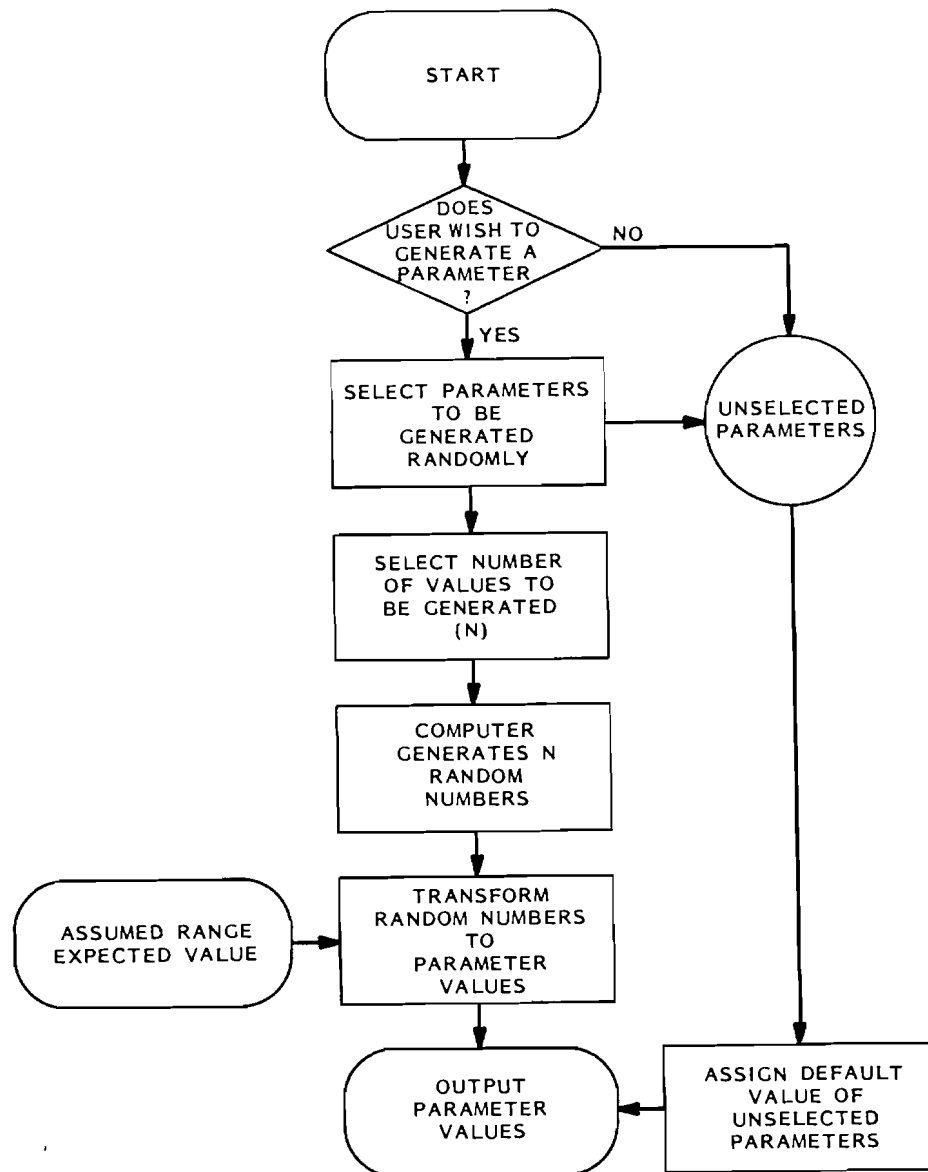 START
DOES
USER WISH TO
GENERATE A
PARAMETER
?
NO
YES
SELECT PARAMETERS
TO BE
GENERATED
RANDOMLY
UNSELECTED
PARAMETERS
SELECT NUMBER
OF VALUES TO
BE GENERATED
(N)
COMPUTER
GENERATES N
RANDOM
NUMBERS
ASSUMED RANGE
EXPECTED VALUE
TRANSFORM
RANDOM NUMBERS
TO
PARAMETER
VALUES
OUTPUT
PARAMETER
VALUES
ASSIGN DEFAULT
VALUE OF
UNSELECTED
PARAMETERS